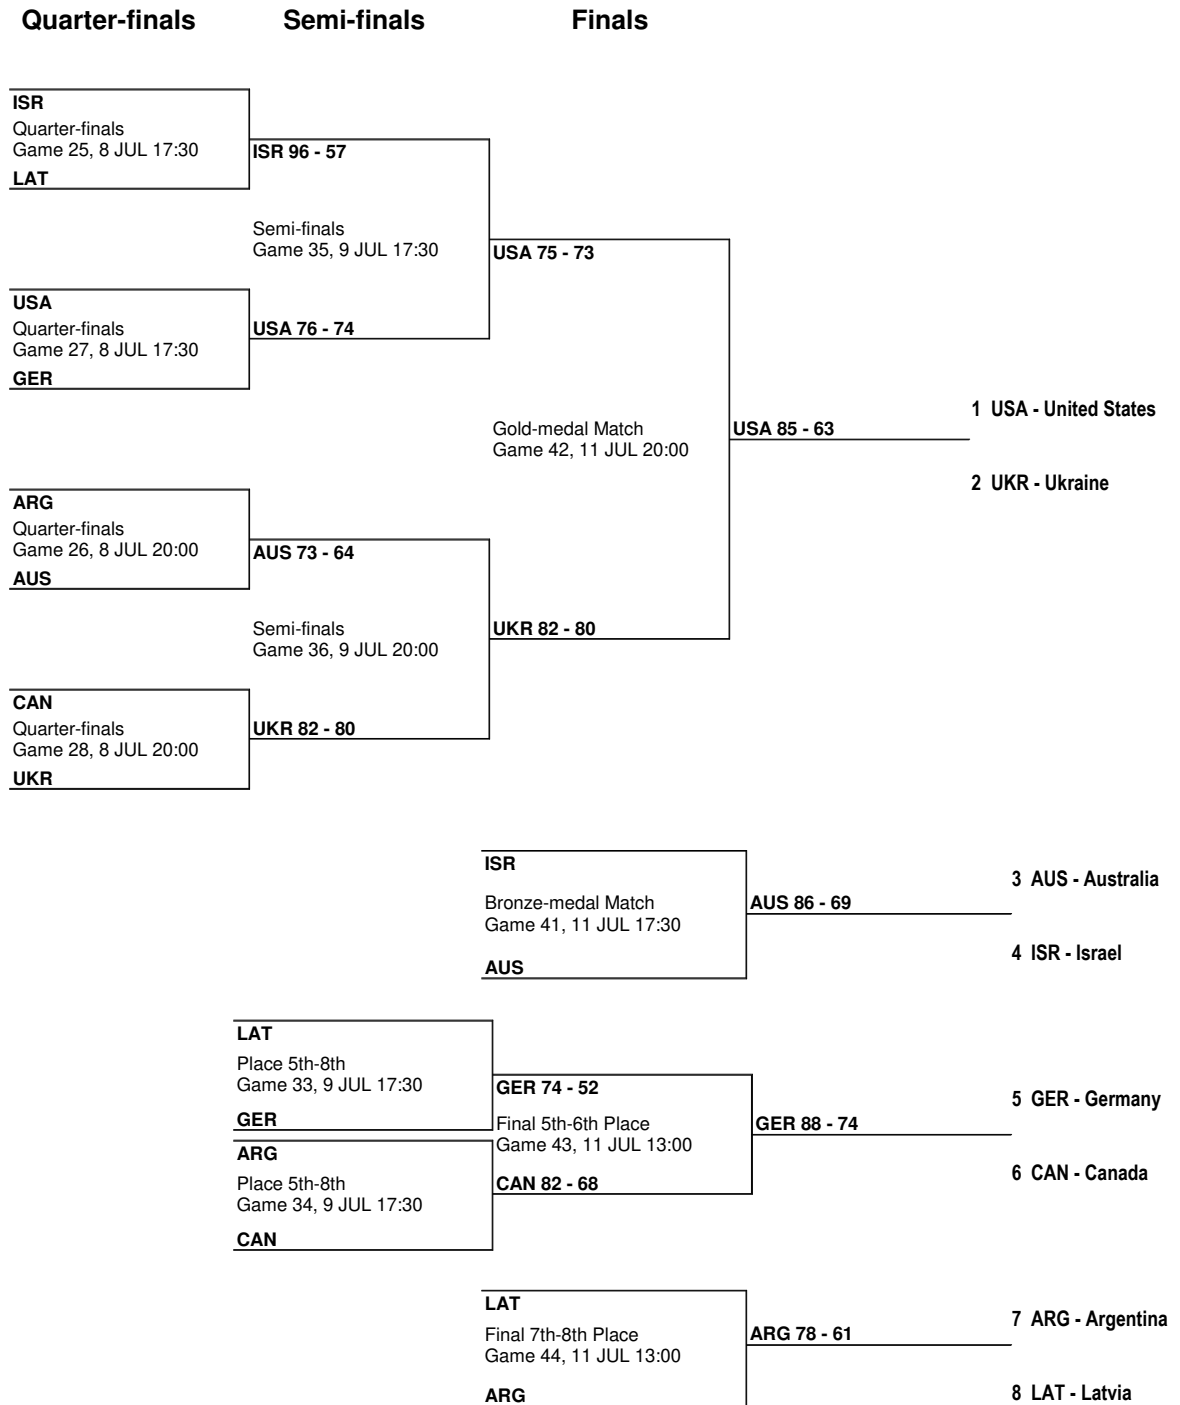 Quarter-finals Semi-finals Finals
ISR
Quarter-finals
Game 25, 8 JUL 17:30
ISR 96 - 57
LAT
Semi-finals
Game 35, 9 JUL 17:30
USA 75 - 73
USA
Quarter-finals
Game 27, 8 JUL 17:30
USA 76 - 74
GER
1 USA - United States
Gold-medal Match
Game 42, 11 JUL 20:00
USA 85 - 63
2 UKR - Ukraine
ARG
Quarter-finals
Game 26, 8 JUL 20:00
AUS 73 - 64
AUS
Semi-finals
Game 36, 9 JUL 20:00
UKR 82 - 80
CAN
Quarter-finals
Game 28, 8 JUL 20:00
UKR 82 - 80
UKR
ISR
3 AUS - Australia
Bronze-medal Match
Game 41, 11 JUL 17:30
AUS 86 - 69
4 ISR - Israel
AUS
LAT
Place 5th-8th
Game 33, 9 JUL 17:30
GER 74 - 52
5 GER - Germany
GER
Final 5th-6th Place
Game 43, 11 JUL 13:00
GER 88 - 74
ARG
Place 5th-8th
Game 34, 9 JUL 17:30
CAN 82 - 68
6 CAN - Canada
CAN
LAT
7 ARG - Argentina
Final 7th-8th Place
Game 44, 11 JUL 13:00
ARG 78 - 61
ARG
8 LAT - Latvia